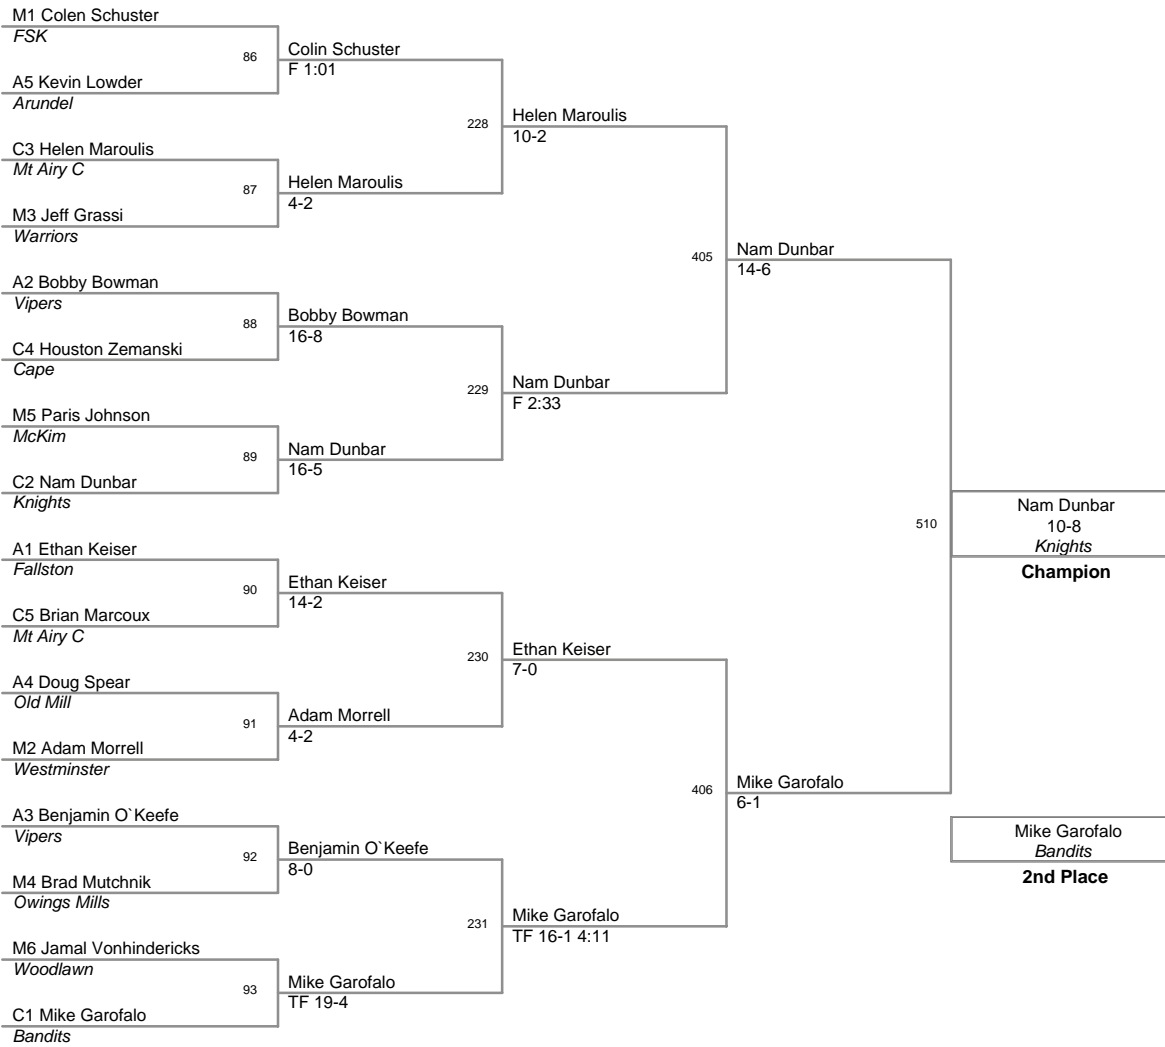 M1 Colen Schuster
FSK
86
A5 Kevin Lowder
Arundel
Colin Schuster
F 1:01
C3 Helen Maroulis
Mt Airy C
87
M3 Jeff Grassi
Warriors
Helen Maroulis
4-2
228
Helen Maroulis
10-2
A2 Bobby Bowman
Vipers
88
C4 Houston Zemanski
Cape
Bobby Bowman
16-8
M5 Paris Johnson
McKim
89
C2 Nam Dunbar
Knights
Nam Dunbar
16-5
229
Nam Dunbar
F 2:33
405
Nam Dunbar
14-6
A1 Ethan Keiser
Fallston
90
C5 Brian Marcoux
Mt Airy C
Ethan Keiser
14-2
A4 Doug Spear
Old Mill
91
M2 Adam Morrell
Westminster
Adam Morrell
4-2
230
Ethan Keiser
7-0
A3 Benjamin O`Keefe
Vipers
92
M4 Brad Mutchnik
Owings Mills
Benjamin O`Keefe
8-0
M6 Jamal Vonhindericks
Woodlawn
93
C1 Mike Garofalo
Bandits
Mike Garofalo
TF 19-4
231
Mike Garofalo
TF 16-1 4:11
406
Mike Garofalo
6-1
510
Nam Dunbar
10-8
Knights
Champion
Mike Garofalo
Bandits
2nd Place